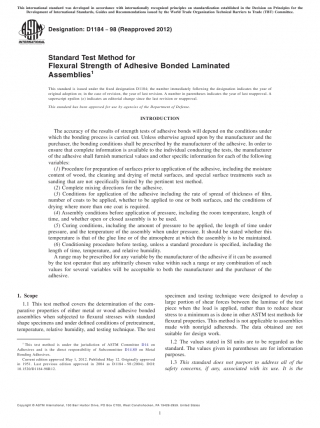 This international standard was developed in accordance with internationally recognized principles on standardization established in the Decision on Principles for the
Development of International Standards, Guides and Recommendations issued by the World Trade Organization Technical Barriers to Trade (TBT) Committee.
INTERNATIONAL
Designation: D1184 − 98 (Reapproved 2012)
Standard Test Method for
Flexural Strength of Adhesive Bonded Laminated
Assemblies1
This standard is issued under the fixed designation D1184; the number immediately following the designation indicates the year of
original adoption or, in the case of revision, the year of last revision. A number in parentheses indicates the year of last reapproval. A
superscript epsilon (ε) indicates an editorial change since the last revision or reapproval.
This standard has been approved for use by agencies of the Department of Defense.
INTRODUCTION
The accuracy of the results of strength tests of adhesive bonds will depend on the conditions under
which the bonding process is carried out. Unless otherwise agreed upon by the manufacturer and the
purchaser, the bonding conditions shall be prescribed by the manufacturer of the adhesive. In order to
ensure that complete information is available to the individual conducting the tests, the manufacturer
of the adhesive shall furnish numerical values and other specific information for each of the following
variables:
(1) Procedure for preparation of surfaces prior to application of the adhesive, including the moisture
content of wood, the cleaning and drying of metal surfaces, and special surface treatments such as
sanding that are not specifically limited by the pertinent test method.
(2) Complete mixing directions for the adhesive.
(3) Conditions for application of the adhesive including the rate of spread of thickness of film,
number of coats to be applied, whether to be applied to one or both surfaces, and the conditions of
drying where more than one coat is required.
(4) Assembly conditions before application of pressure, including the room temperature, length of
time, and whether open or closed assembly is to be used.
(5) Curing conditions, including the amount of pressure to be applied, the length of time under
pressure, and the temperature of the assembly when under pressure. It should be stated whether this
temperature is that of the glue line or of the atmosphere at which the assembly is to be maintained.
(6) Conditioning procedure before testing, unless a standard procedure is specified, including the
length of time, temperature, and relative humidity.
A range may be prescribed for any variable by the manufacturer of the adhesive if it can be assumed
by the test operator that any arbitrarily chosen value within such a range or any combination of such
values for several variables will be acceptable to both the manufacturer and the purchaser of the
adhesive.
1. Scope
1.1 This test method covers the determination of the com-
parative properties of either metal or wood adhesive bonded
assemblies when subjected to flexural stresses with standard
shape specimens and under defined conditions of pretreatment,
temperature, relative humidity, and testing technique. The test
1 This test method is under the jurisdiction of ASTM Committee D14 on
Adhesives and is the direct responsibility of Subcommittee D14.80 on Metal
Bonding Adhesives.
Current edition approved May 1, 2012. Published May 12. Originally approved
in 1951. Last previous edition approved in 2004 as D1184 – 98 (2004). DOI:
10.1520/D1184-98R12.
specimen and testing technique were designed to develop a
large portion of shear forces between the laminae of the test
piece when the load is applied, rather than to reduce shear
stress to a minimum as is done in other ASTM test methods for
flexural properties. This method is not applicable to assemblies
made with nonrigid adherends. The data obtained are not
suitable for design work.
1.2 The values stated in SI units are to be regarded as the
standard. The values given in parentheses are for information
purposes.
1.3 This standard does not purport to address all of the
safety concerns, if any, associated with its use. It is the
Copyright © ASTM International, 100 Barr Harbor Drive, PO Box C700, West Conshohocken, PA 19428-2959. United States
1